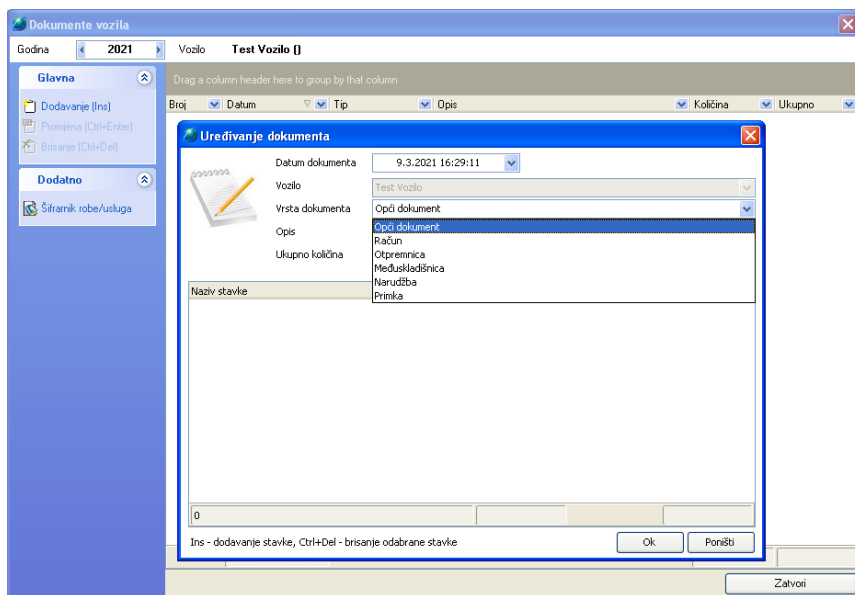 Dokumente vozila
Godina 2021 Vozilo Test Vozilo ()
Glavna
Dodavanje (Ins)
Promjena (Ctrl+Enter)
Brisanje (Ctrl+Del)
Dodatno
Šifrarnik robe/usluga
Drag a column header here to group by that column
Broj Datum Tip Opis Količina Ukupno
Uređivanje dokumenta
Datum dokumenta 9.3.2021 16:29:11
Vozilo Test Vozilo
Vrsta dokumenta Opći dokument
Opći dokument
Račun
Otpremnica
Međuskladišnica
Narudžba
Primka
Opis
Ukupno količina
Naziv stavke
0
Ins - dodavanje stavke, Ctrl+Del - brisanje odabrane stavke
Ok Poništi
Zatvori